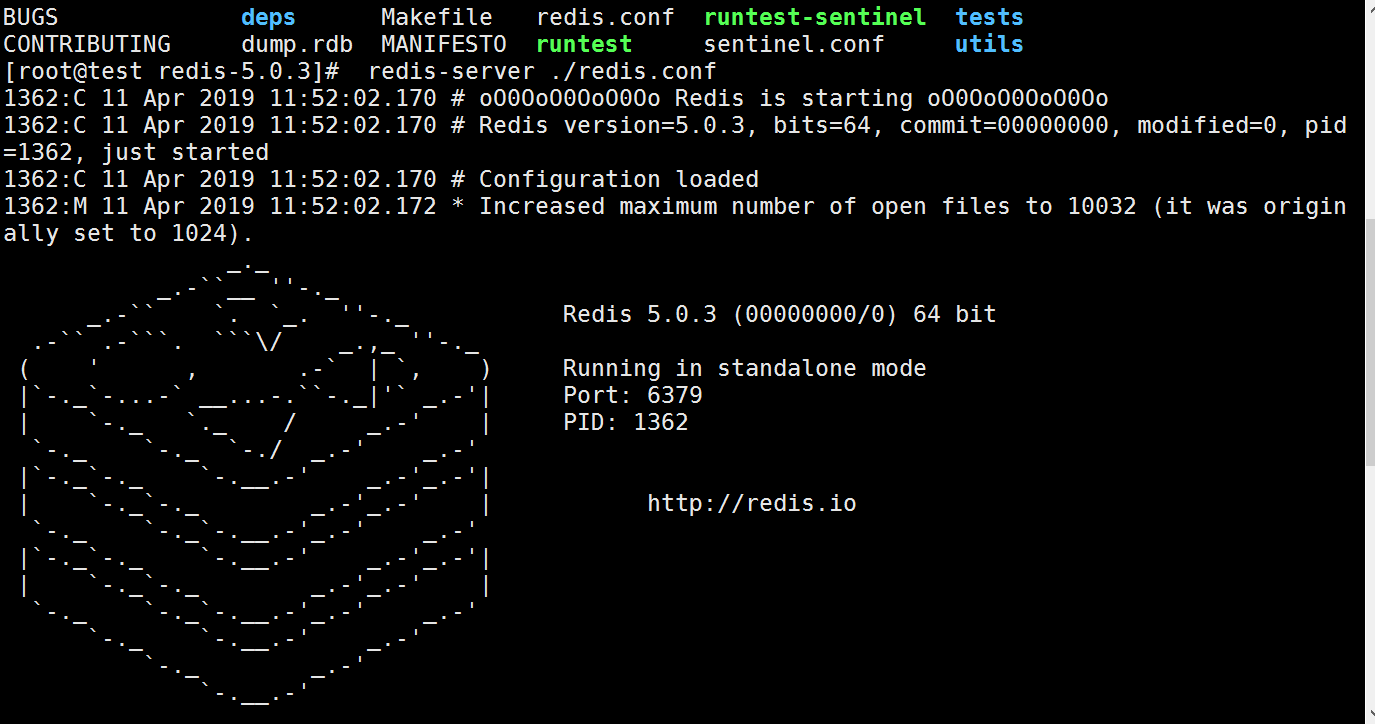 BUGS             deps      Makefile   redis.conf  runtest-sentinel  tests
CONTRIBUTING     dump.rdb  MANIFESTO  runtest     sentinel.conf     utils
[root@test redis-5.0.3]#  redis-server ./redis.conf
1362:C 11 Apr 2019 11:52:02.170 # oO0OoO0OoO0Oo Redis is starting oO0OoO0OoO0Oo
1362:C 11 Apr 2019 11:52:02.170 # Redis version=5.0.3, bits=64, commit=00000000, modified=0, pid
=1362, just started
1362:C 11 Apr 2019 11:52:02.170 # Configuration loaded
1362:M 11 Apr 2019 11:52:02.172 * Increased maximum number of open files to 10032 (it was origin
ally set to 1024).
Redis 5.0.3 (00000000/0) 64 bit
Running in standalone mode
Port: 6379
PID: 1362
http://redis.io